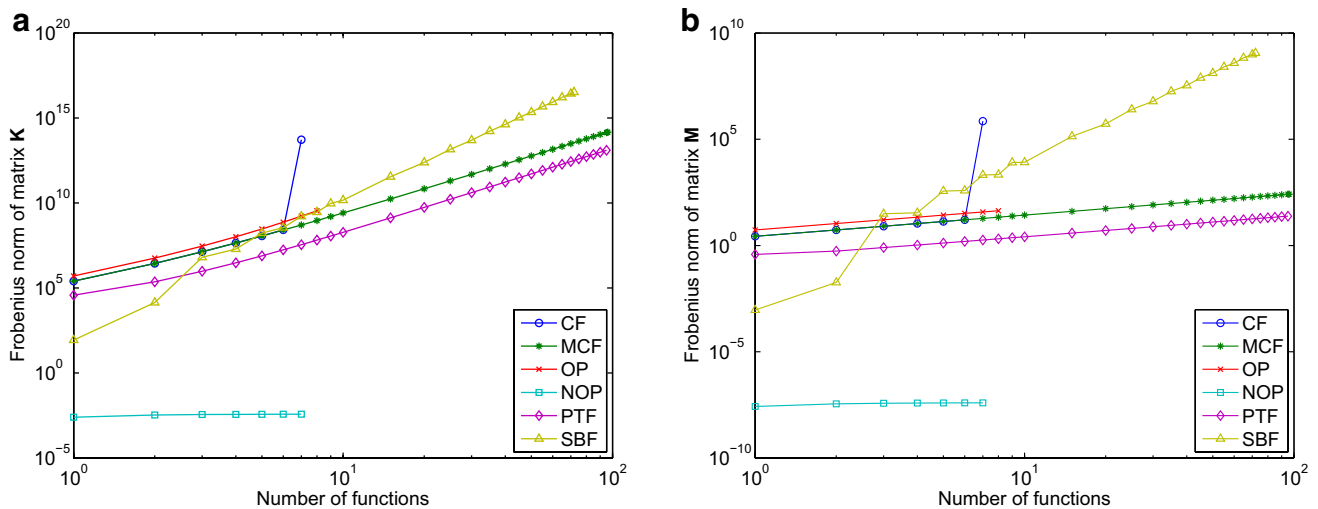 a
10^20
10^15
10^10
10^5
10^0
10^−5
Frobenius norm of matrix K
10^0
10^1
10^2
Number of functions
CF
MCF
OP
NOP
PTF
SBF
b
10^10
10^5
10^0
10^−5
10^−10
Frobenius norm of matrix M
10^0
10^1
10^2
Number of functions
CF
MCF
OP
NOP
PTF
SBF